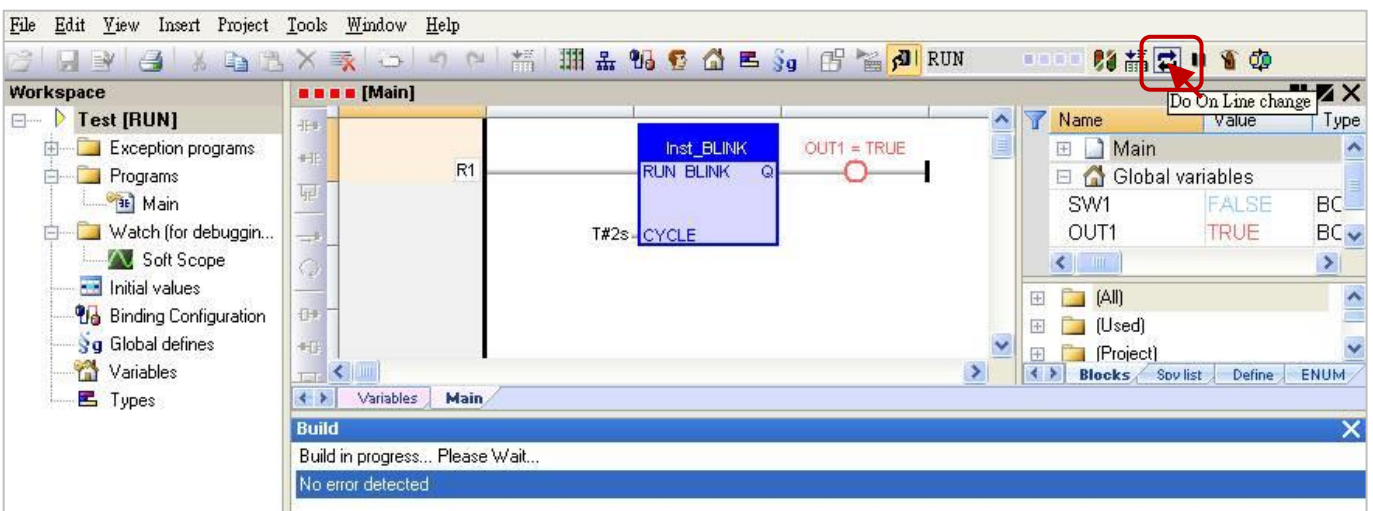 File Edit View Insert Project Tools Window Help
RUN
Do On Line change
Workspace
Test [RUN]
Exception programs
Programs
Main
Watch (for debuggin...
Soft Scope
Initial values
Binding Configuration
Global defines
Variables
Types
[Main]
R1
Inst_BLINK
RUN BLINK Q
CYCLE
T#2s
OUT1 = TRUE
Variables Main
Name Value Type
Main
Global variables
SW1 FALSE BC
OUT1 TRUE BC
(All)
(Used)
(Project)
Blocks Spy list Define ENUM
Build
Build in progress... Please Wait...
No error detected